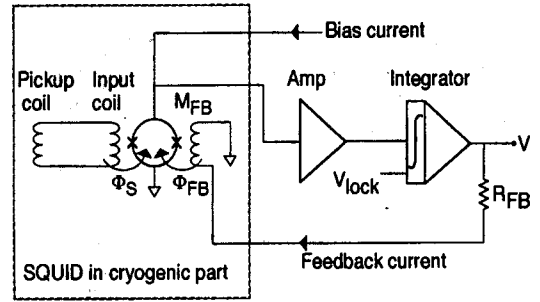 Bias current
Pickup coil
Input coil
M_FB
Amp
Integrator
V
Φ_S
Φ_FB
V_lock
R_FB
Feedback current
SQUID in cryogenic part